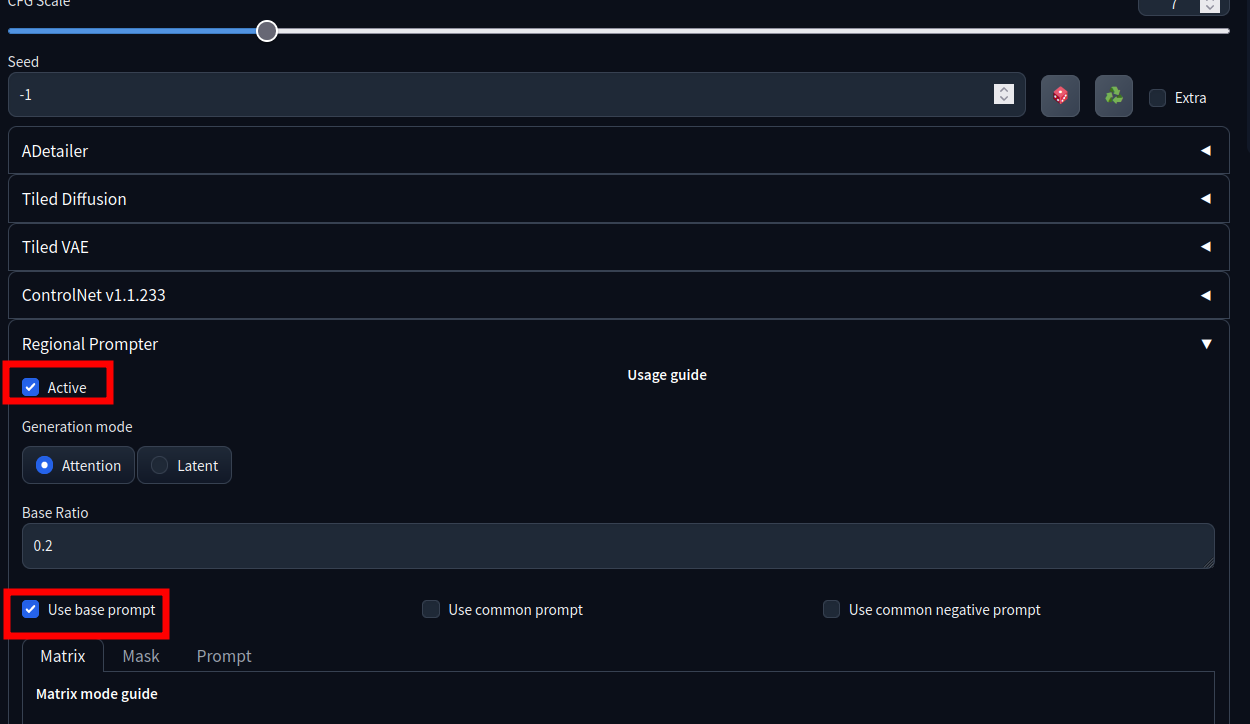 CFG Scale
7
Seed
-1
Extra
ADetailer
Tiled Diffusion
Tiled VAE
ControlNet v1.1.233
Regional Prompter
Active
Usage guide
Generation mode
Attention Latent
Base Ratio
0.2
Use base prompt Use common prompt Use common negative prompt
Matrix Mask Prompt
Matrix mode guide